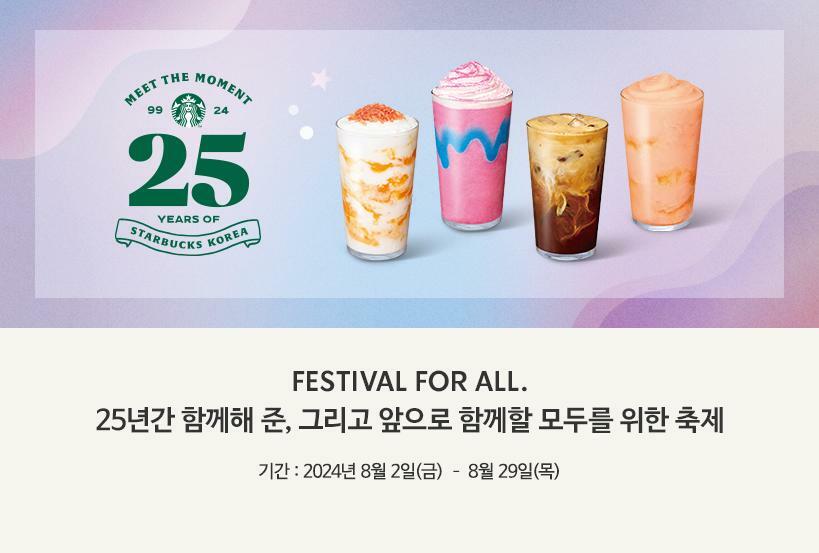 MEET THE MOMENT
99 24
25
YEARS OF
STARBUCKS KOREA
FESTIVAL FOR ALL.
25년간 함께해 준, 그리고 앞으로 함께할 모두를 위한 축제
기간 : 2024년 8월 2일(금) - 8월 29일(목)